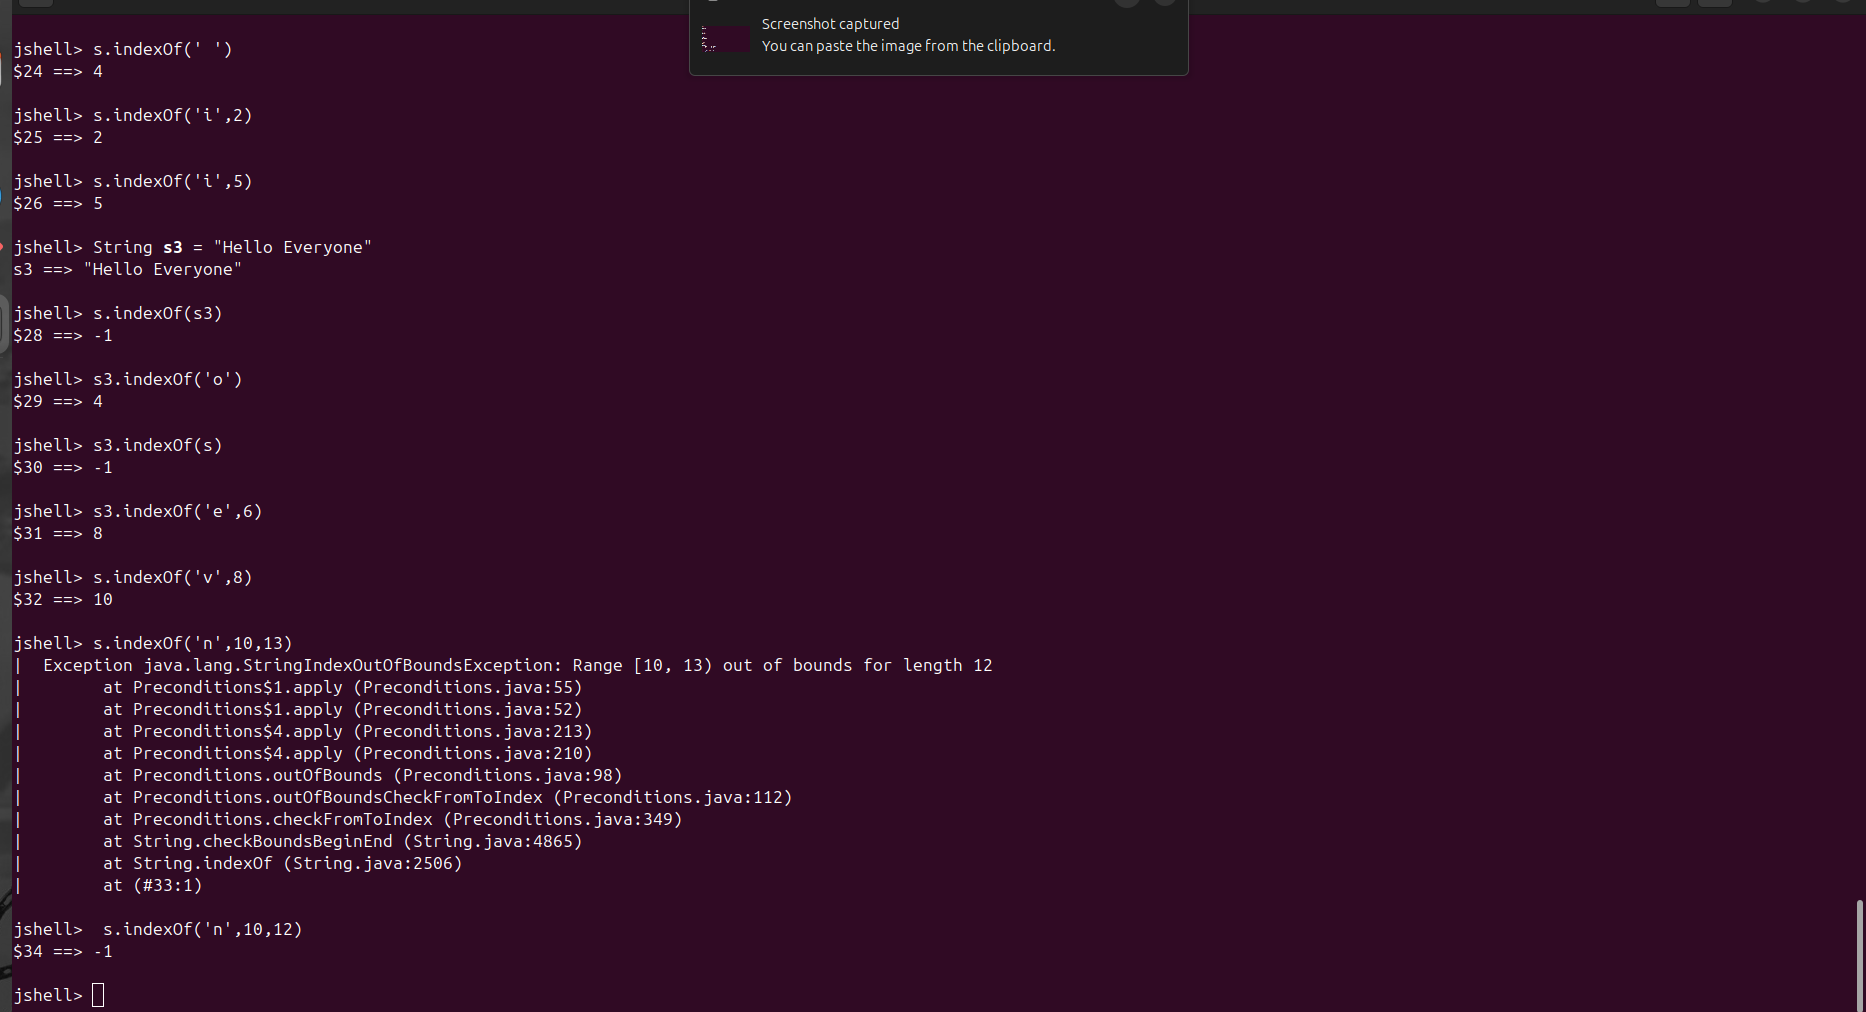 Screenshot captured
You can paste the image from the clipboard.
jshell> s.indexOf(' ')
$24 ==> 4
jshell> s.indexOf('i',2)
$25 ==> 2
jshell> s.indexOf('i',5)
$26 ==> 5
jshell> String s3 = "Hello Everyone"
s3 ==> "Hello Everyone"
jshell> s.indexOf(s3)
$28 ==> -1
jshell> s3.indexOf('o')
$29 ==> 4
jshell> s3.indexOf(s)
$30 ==> -1
jshell> s3.indexOf('e',6)
$31 ==> 8
jshell> s.indexOf('v',8)
$32 ==> 10
jshell> s.indexOf('n',10,13)
|  Exception java.lang.StringIndexOutOfBoundsException: Range [10, 13) out of bounds for length 12
|        at Preconditions$1.apply (Preconditions.java:55)
|        at Preconditions$1.apply (Preconditions.java:52)
|        at Preconditions$4.apply (Preconditions.java:213)
|        at Preconditions$4.apply (Preconditions.java:210)
|        at Preconditions.outOfBounds (Preconditions.java:98)
|        at Preconditions.outOfBoundsCheckFromToIndex (Preconditions.java:112)
|        at Preconditions.checkFromToIndex (Preconditions.java:349)
|        at String.checkBoundsBeginEnd (String.java:4865)
|        at String.indexOf (String.java:2506)
|        at (#33:1)
jshell>  s.indexOf('n',10,12)
$34 ==> -1
jshell>